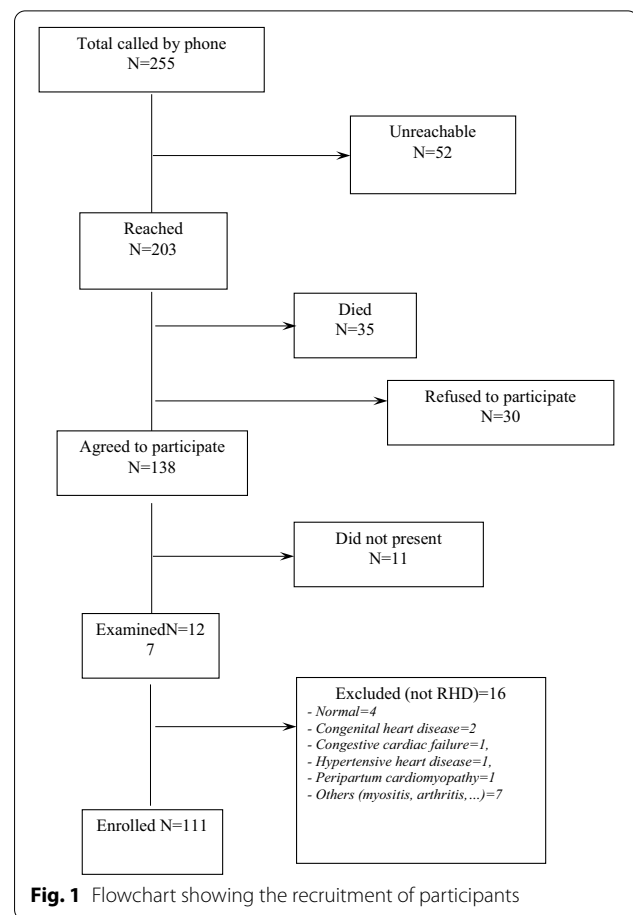 Total called by phone
N=255
Unreachable
N=52
Reached
N=203
Died
N=35
Refused to participate
N=30
Agreed to participate
N=138
Did not present
N=11
ExaminedN=12
7
Excluded (not RHD)=16
- Normal=4
- Congenital heart disease=2
- Congestive cardiac failure=1,
- Hypertensive heart disease=1,
- Peripartum cardiomyopathy=1
- Others (myositis, arthritis,...)=7
Enrolled N=111
Fig. 1 Flowchart showing the recruitment of participants